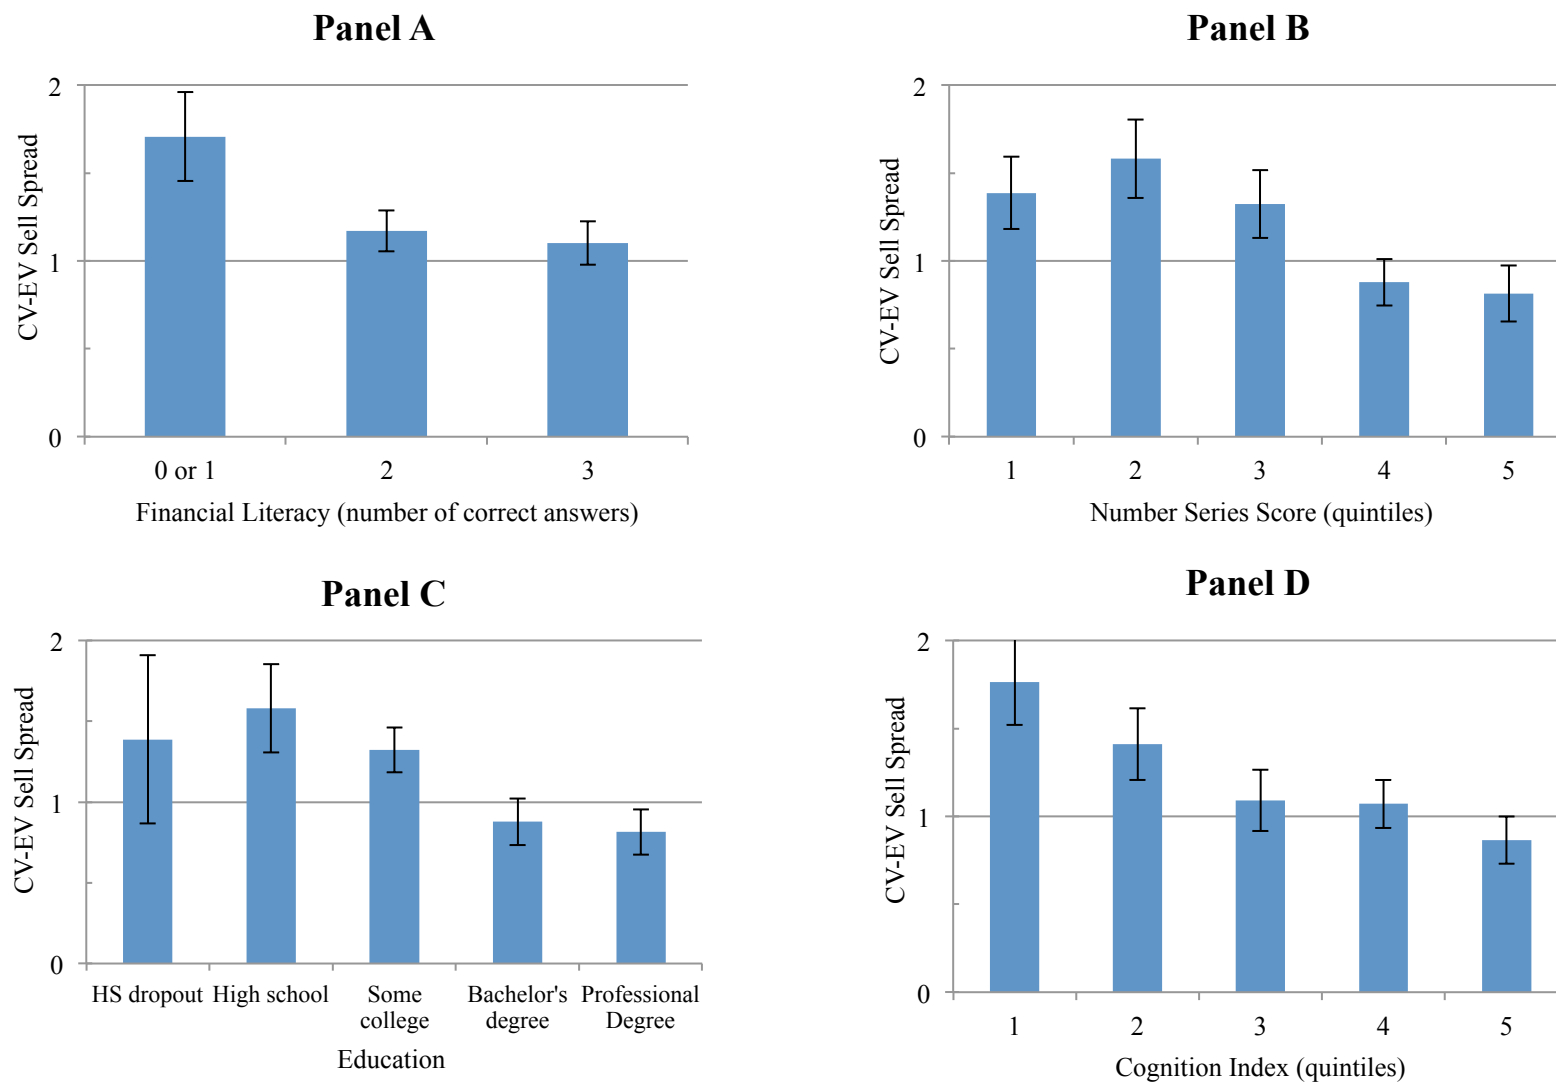 Panel A
2
1
0
CV-EV Sell Spread
0 or 1 2 3
Financial Literacy (number of correct answers)
Panel B
2
1
0
CV-EV Sell Spread
1 2 3 4 5
Number Series Score (quintiles)
Panel C
2
1
0
CV-EV Sell Spread
HS dropout High school Some Bachelor's Professional
college degree Degree
Education
Panel D
2
1
0
CV-EV Sell Spread
1 2 3 4 5
Cognition Index (quintiles)